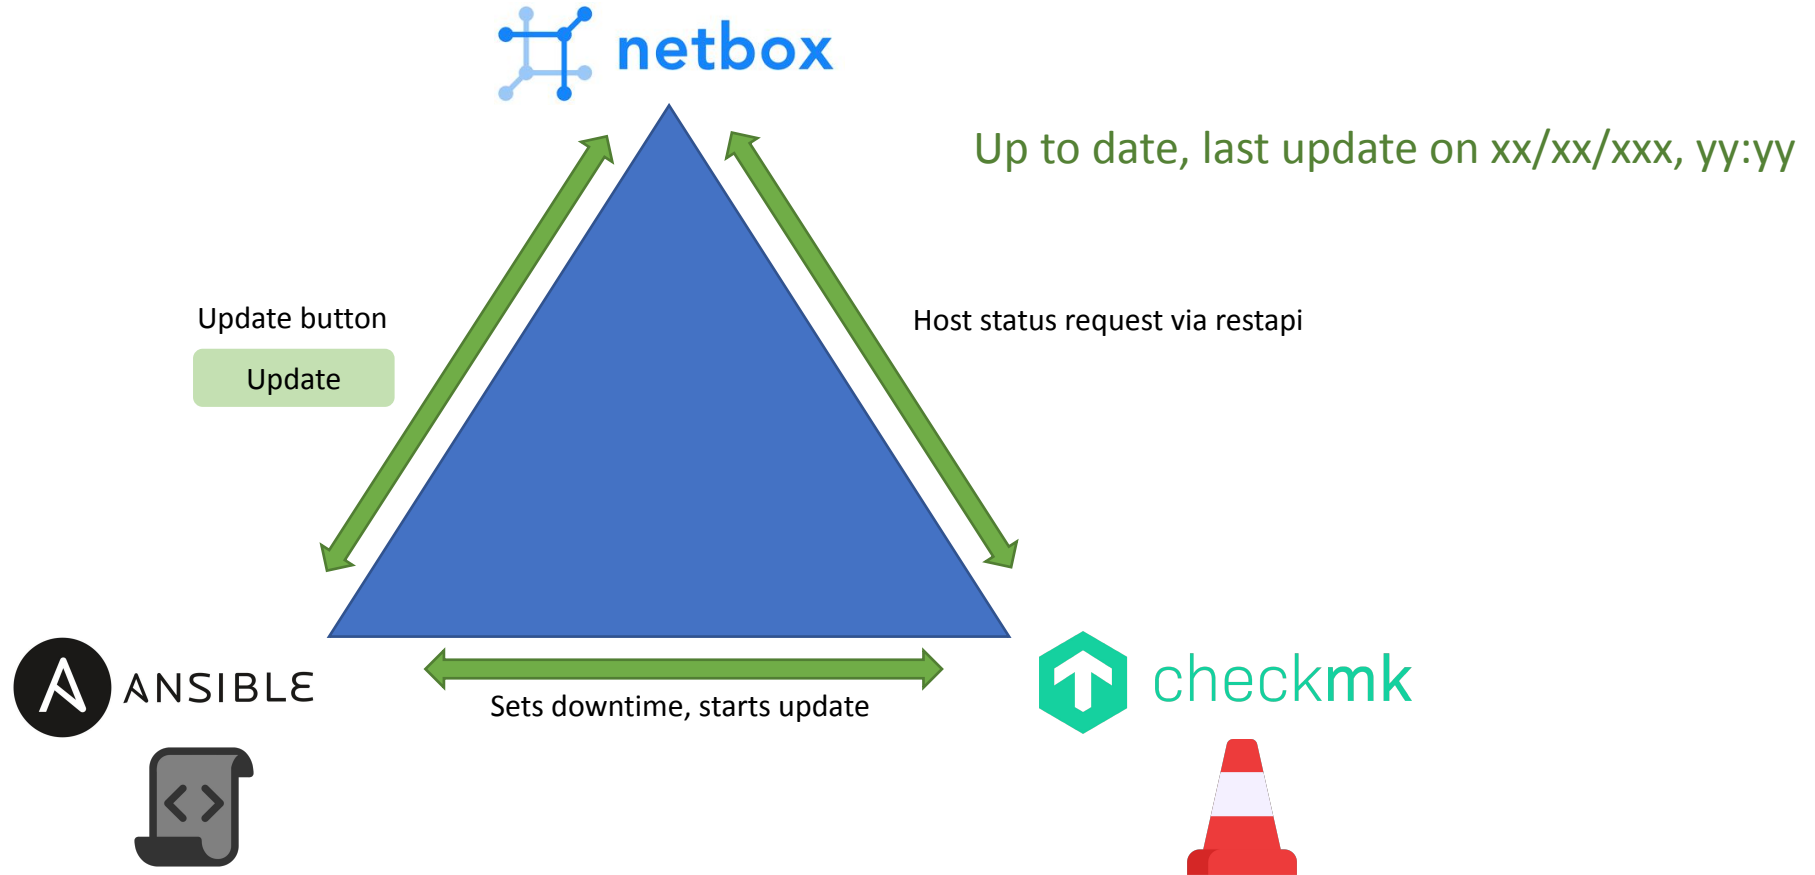 netbox
Up to date, last update on xx/xx/xxx, yy:yy
Update button
Host status request via restapi
Update
ANSIBLE
checkmk
Sets downtime, starts update